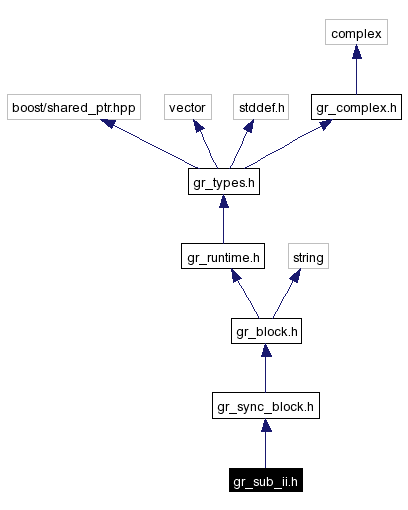 complex
boost/shared_ptr.hpp
vector
stddef.h
gr_complex.h
gr_types.h
gr_runtime.h
string
gr_block.h
gr_sync_block.h
gr_sub_ii.h